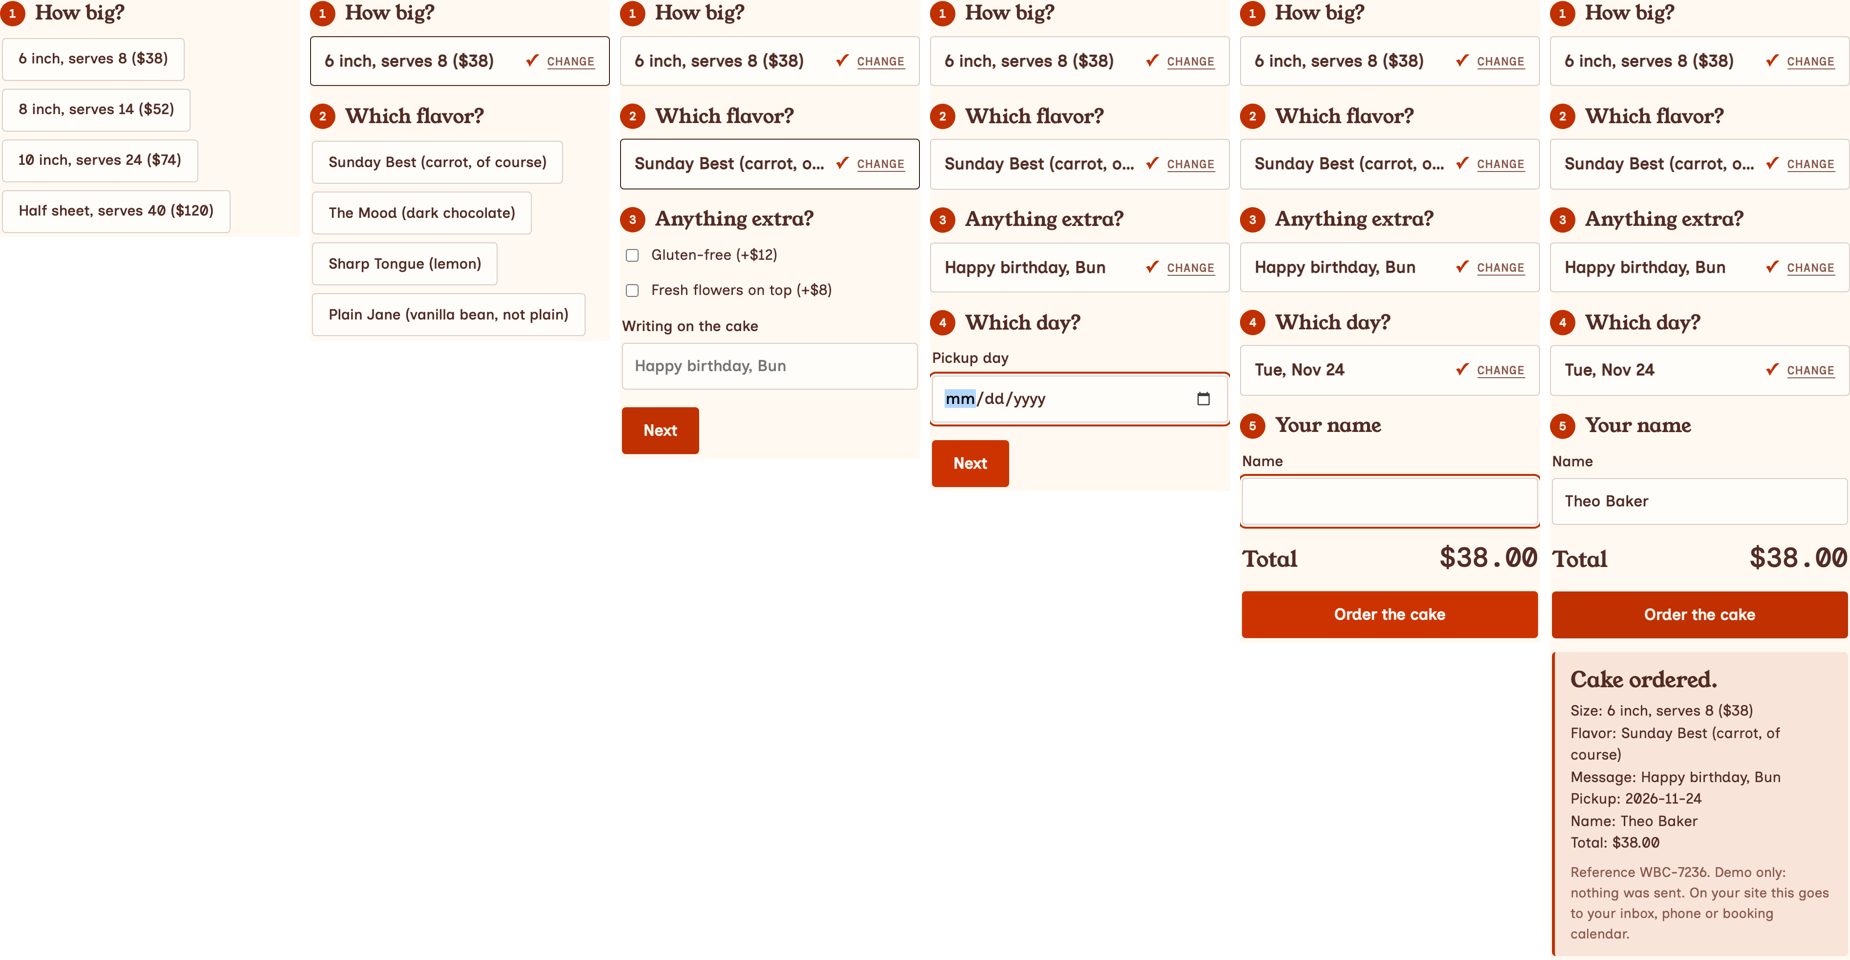 1 How big?
6 inch, serves 8 ($38)
8 inch, serves 14 ($52)
10 inch, serves 24 ($74)
Half sheet, serves 40 ($120)
1 How big?
6 inch, serves 8 ($38) ✓ CHANGE
2 Which flavor?
Sunday Best (carrot, of course)
The Mood (dark chocolate)
Sharp Tongue (lemon)
Plain Jane (vanilla bean, not plain)
1 How big?
6 inch, serves 8 ($38) ✓ CHANGE
2 Which flavor?
Sunday Best (carrot, o... ✓ CHANGE
3 Anything extra?
Gluten-free (+$12)
Fresh flowers on top (+$8)
Writing on the cake
Happy birthday, Bun
Next
1 How big?
6 inch, serves 8 ($38) ✓ CHANGE
2 Which flavor?
Sunday Best (carrot, o... ✓ CHANGE
3 Anything extra?
Happy birthday, Bun ✓ CHANGE
4 Which day?
Pickup day
mm/dd/yyyy
Next
1 How big?
6 inch, serves 8 ($38) ✓ CHANGE
2 Which flavor?
Sunday Best (carrot, o... ✓ CHANGE
3 Anything extra?
Happy birthday, Bun ✓ CHANGE
4 Which day?
Tue, Nov 24 ✓ CHANGE
5 Your name
Name
Total $38.00
Order the cake
1 How big?
6 inch, serves 8 ($38) ✓ CHANGE
2 Which flavor?
Sunday Best (carrot, o... ✓ CHANGE
3 Anything extra?
Happy birthday, Bun ✓ CHANGE
4 Which day?
Tue, Nov 24 ✓ CHANGE
5 Your name
Name
Theo Baker
Total $38.00
Order the cake
Cake ordered.
Size: 6 inch, serves 8 ($38)
Flavor: Sunday Best (carrot, of
course)
Message: Happy birthday, Bun
Pickup: 2026-11-24
Name: Theo Baker
Total: $38.00
Reference WBC-7236. Demo only:
nothing was sent. On your site this goes
to your inbox, phone or booking
calendar.